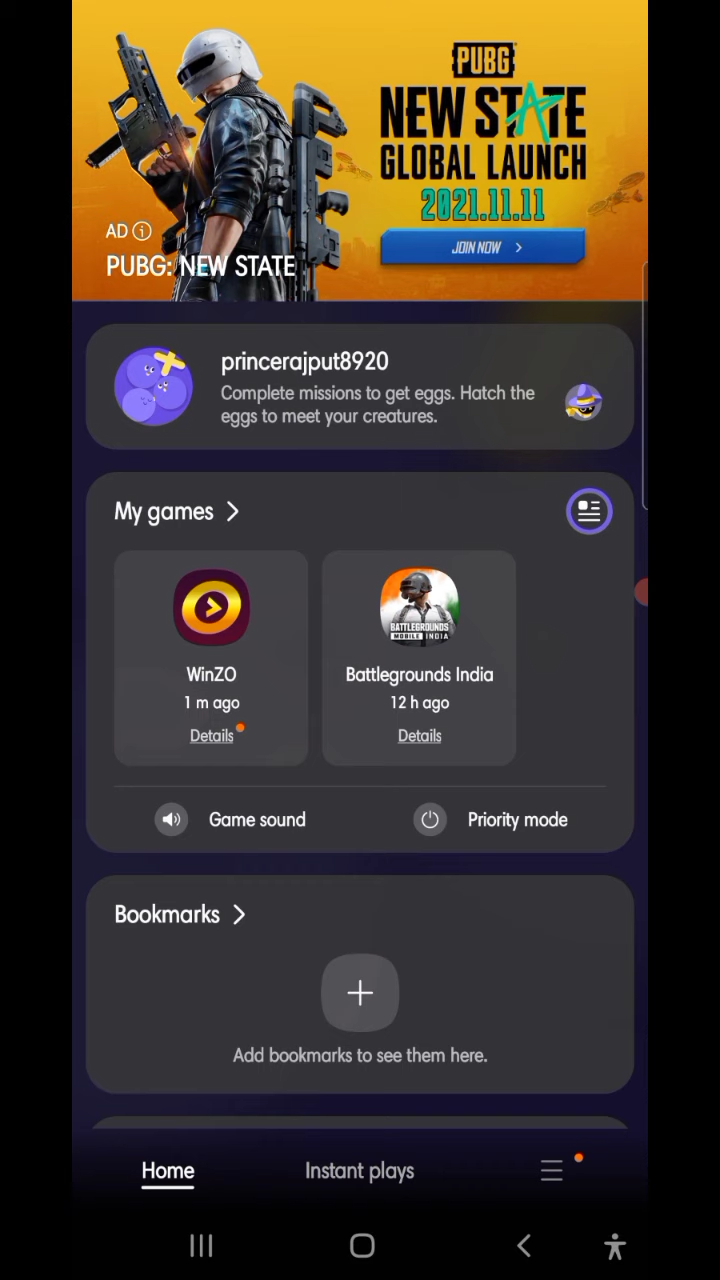 PUBG
NEW STATE
GLOBAL LAUNCH
2021.11.11
JOIN NOW >
AD
PUBG: NEW STATE
princerajput8920
Complete missions to get eggs. Hatch the
eggs to meet your creatures.
My games
BATTLEGROUNDS
MOBILE INDIA
WinZO
Battlegrounds India
1 m ago
12 h ago
Details
Details
Game sound
Priority mode
Bookmarks
Add bookmarks to see them here.
Home
Instant plays